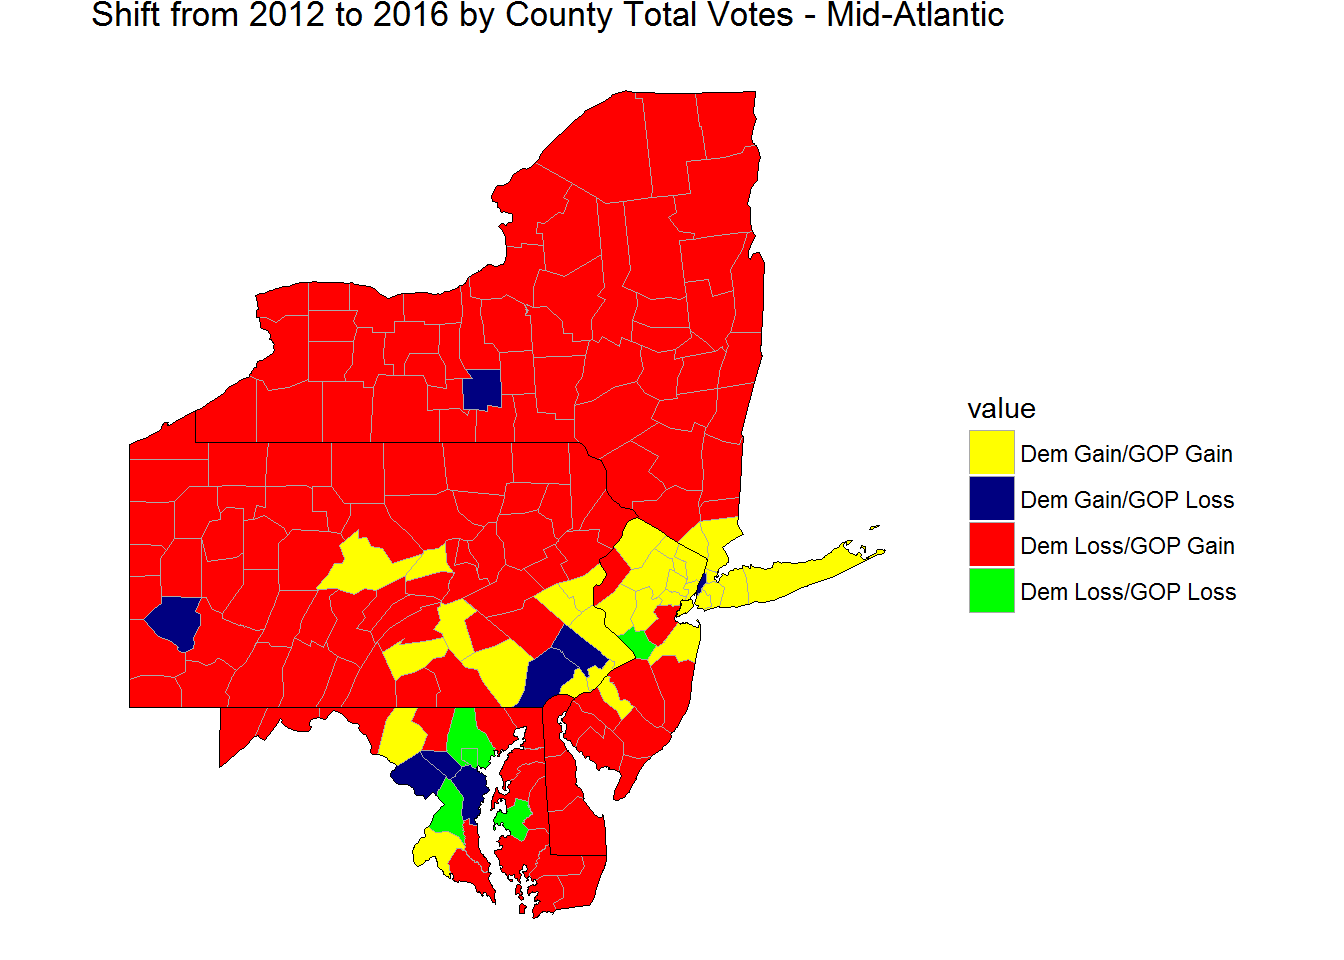 Shift from 2012 to 2016 by County Total Votes - Mid-Atlantic
value
Dem Gain/GOP Gain
Dem Gain/GOP Loss
Dem Loss/GOP Gain
Dem Loss/GOP Loss